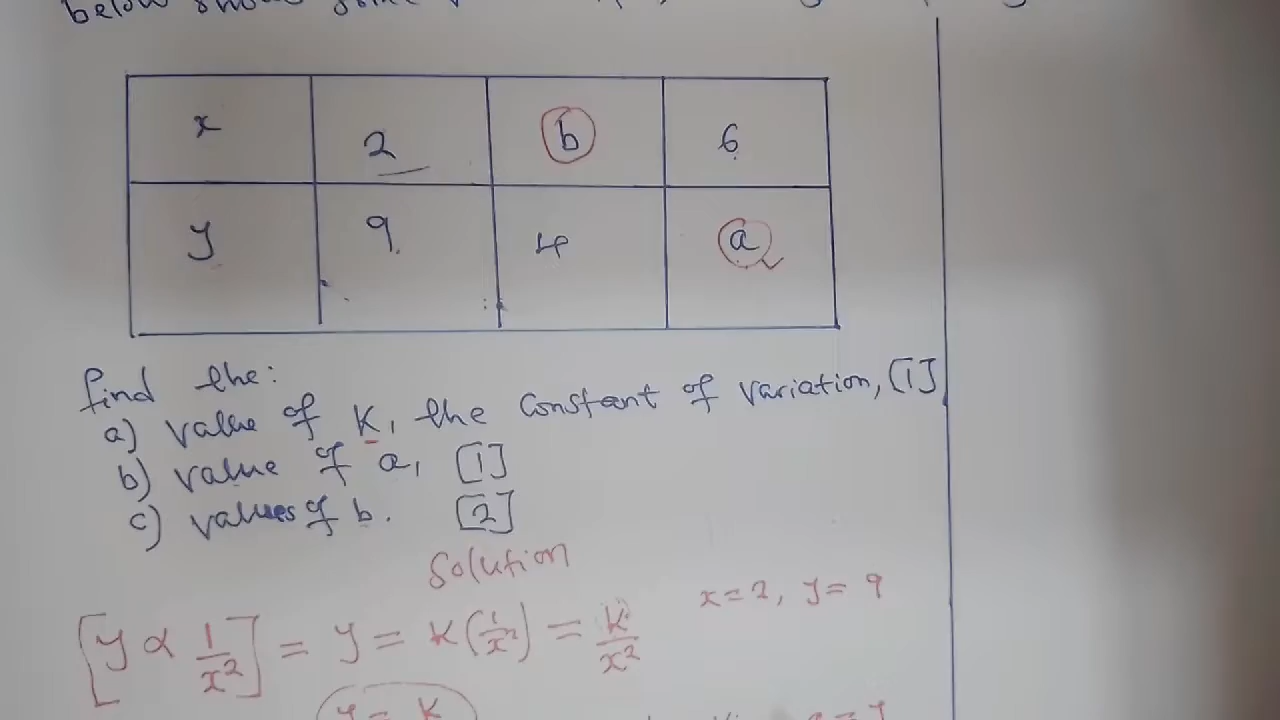 below
x 2 b 6
y 9 4 a
find the:
a) value of K, the constant of variation, [1]
b) value of a, [1]
c) values of b. [2]
Solution
x = 2, y = 9
[y ∝ 1/x²] = y = K(1/x²) = K/x²
y = K